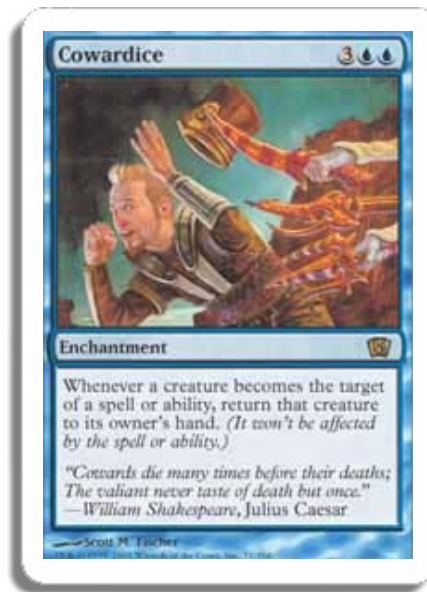 Cowardice 3
Enchantment
Whenever a creature becomes the target
of a spell or ability, return that creature
to its owner's hand. (It won't be affected
by the spell or ability.)
"Cowards die many times before their deaths;
The valiant never taste of death but once."
—William Shakespeare, Julius Caesar
Scott M. Fischer